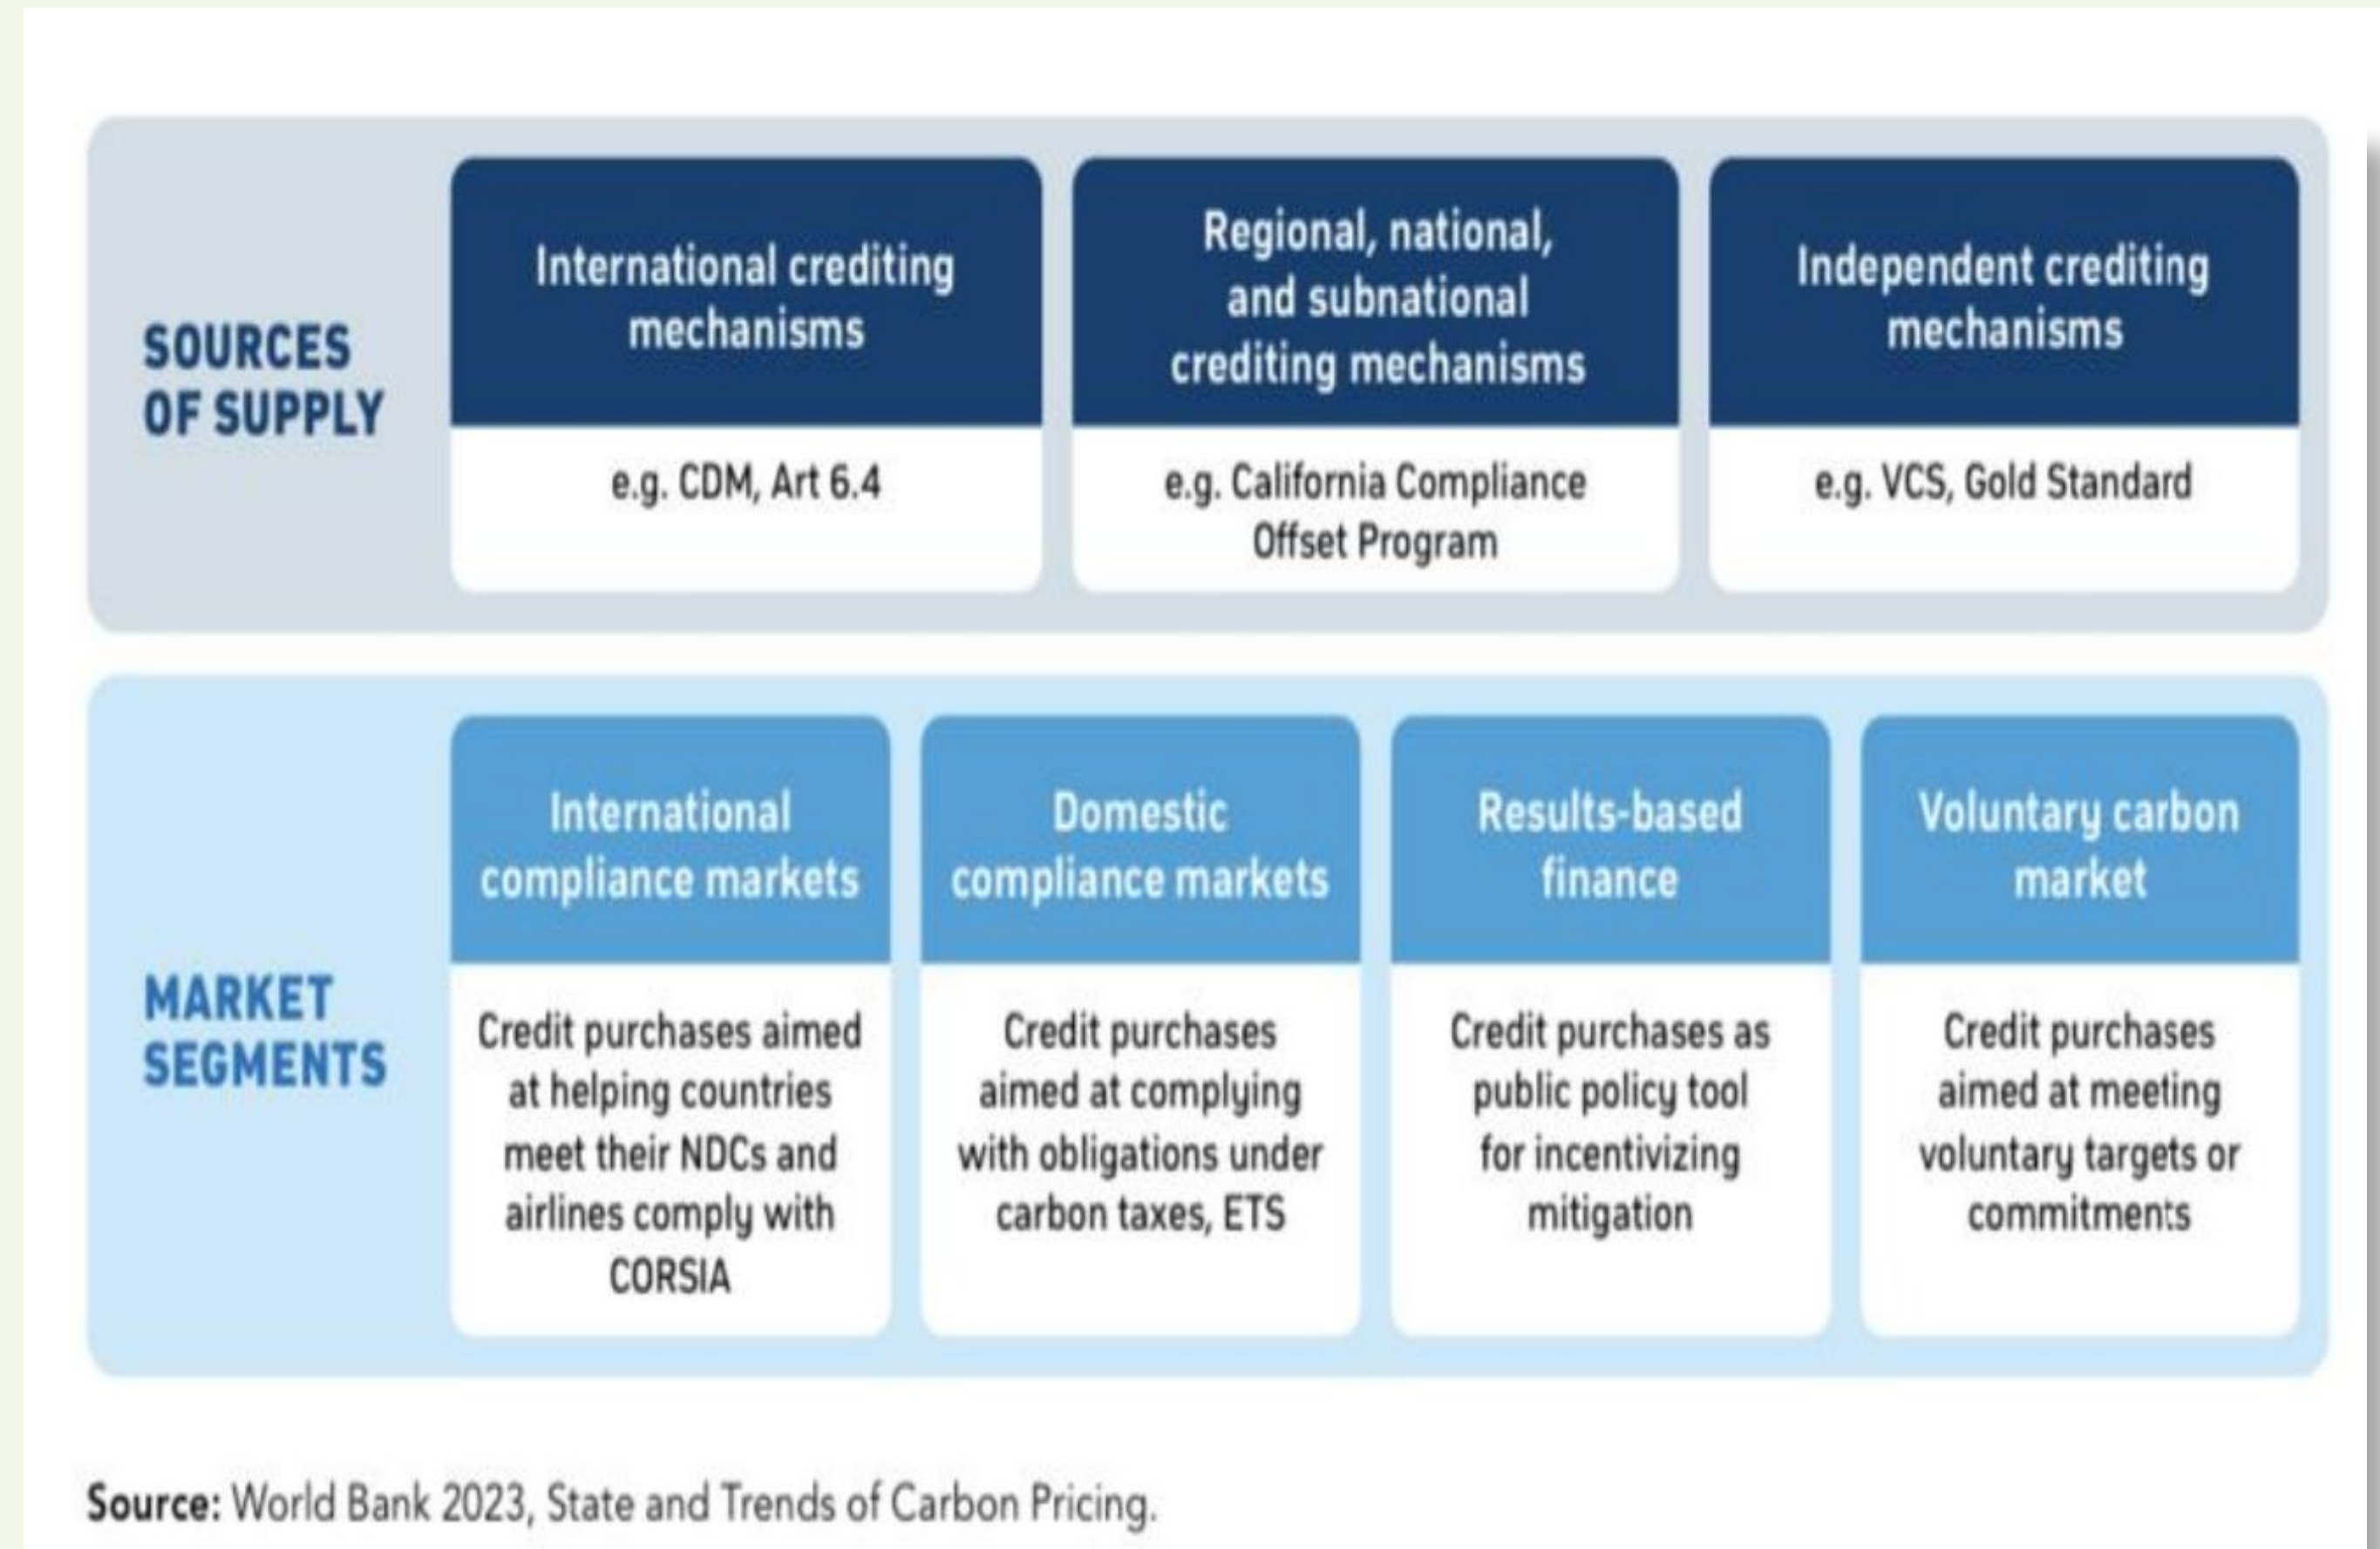 SOURCES
OF SUPPLY
International crediting
mechanisms
e.g. CDM, Art 6.4
Regional, national,
and subnational
crediting mechanisms
e.g. California Compliance
Offset Program
Independent crediting
mechanisms
e.g. VCS, Gold Standard
MARKET
SEGMENTS
International
compliance markets
Credit purchases aimed
at helping countries
meet their NDCs and
airlines comply with
CORSIA
Domestic
compliance markets
Credit purchases
aimed at complying
with obligations under
carbon taxes, ETS
Results-based
finance
Credit purchases as
public policy tool
for incentivizing
mitigation
Voluntary carbon
market
Credit purchases
aimed at meeting
voluntary targets or
commitments
Source: World Bank 2023, State and Trends of Carbon Pricing.